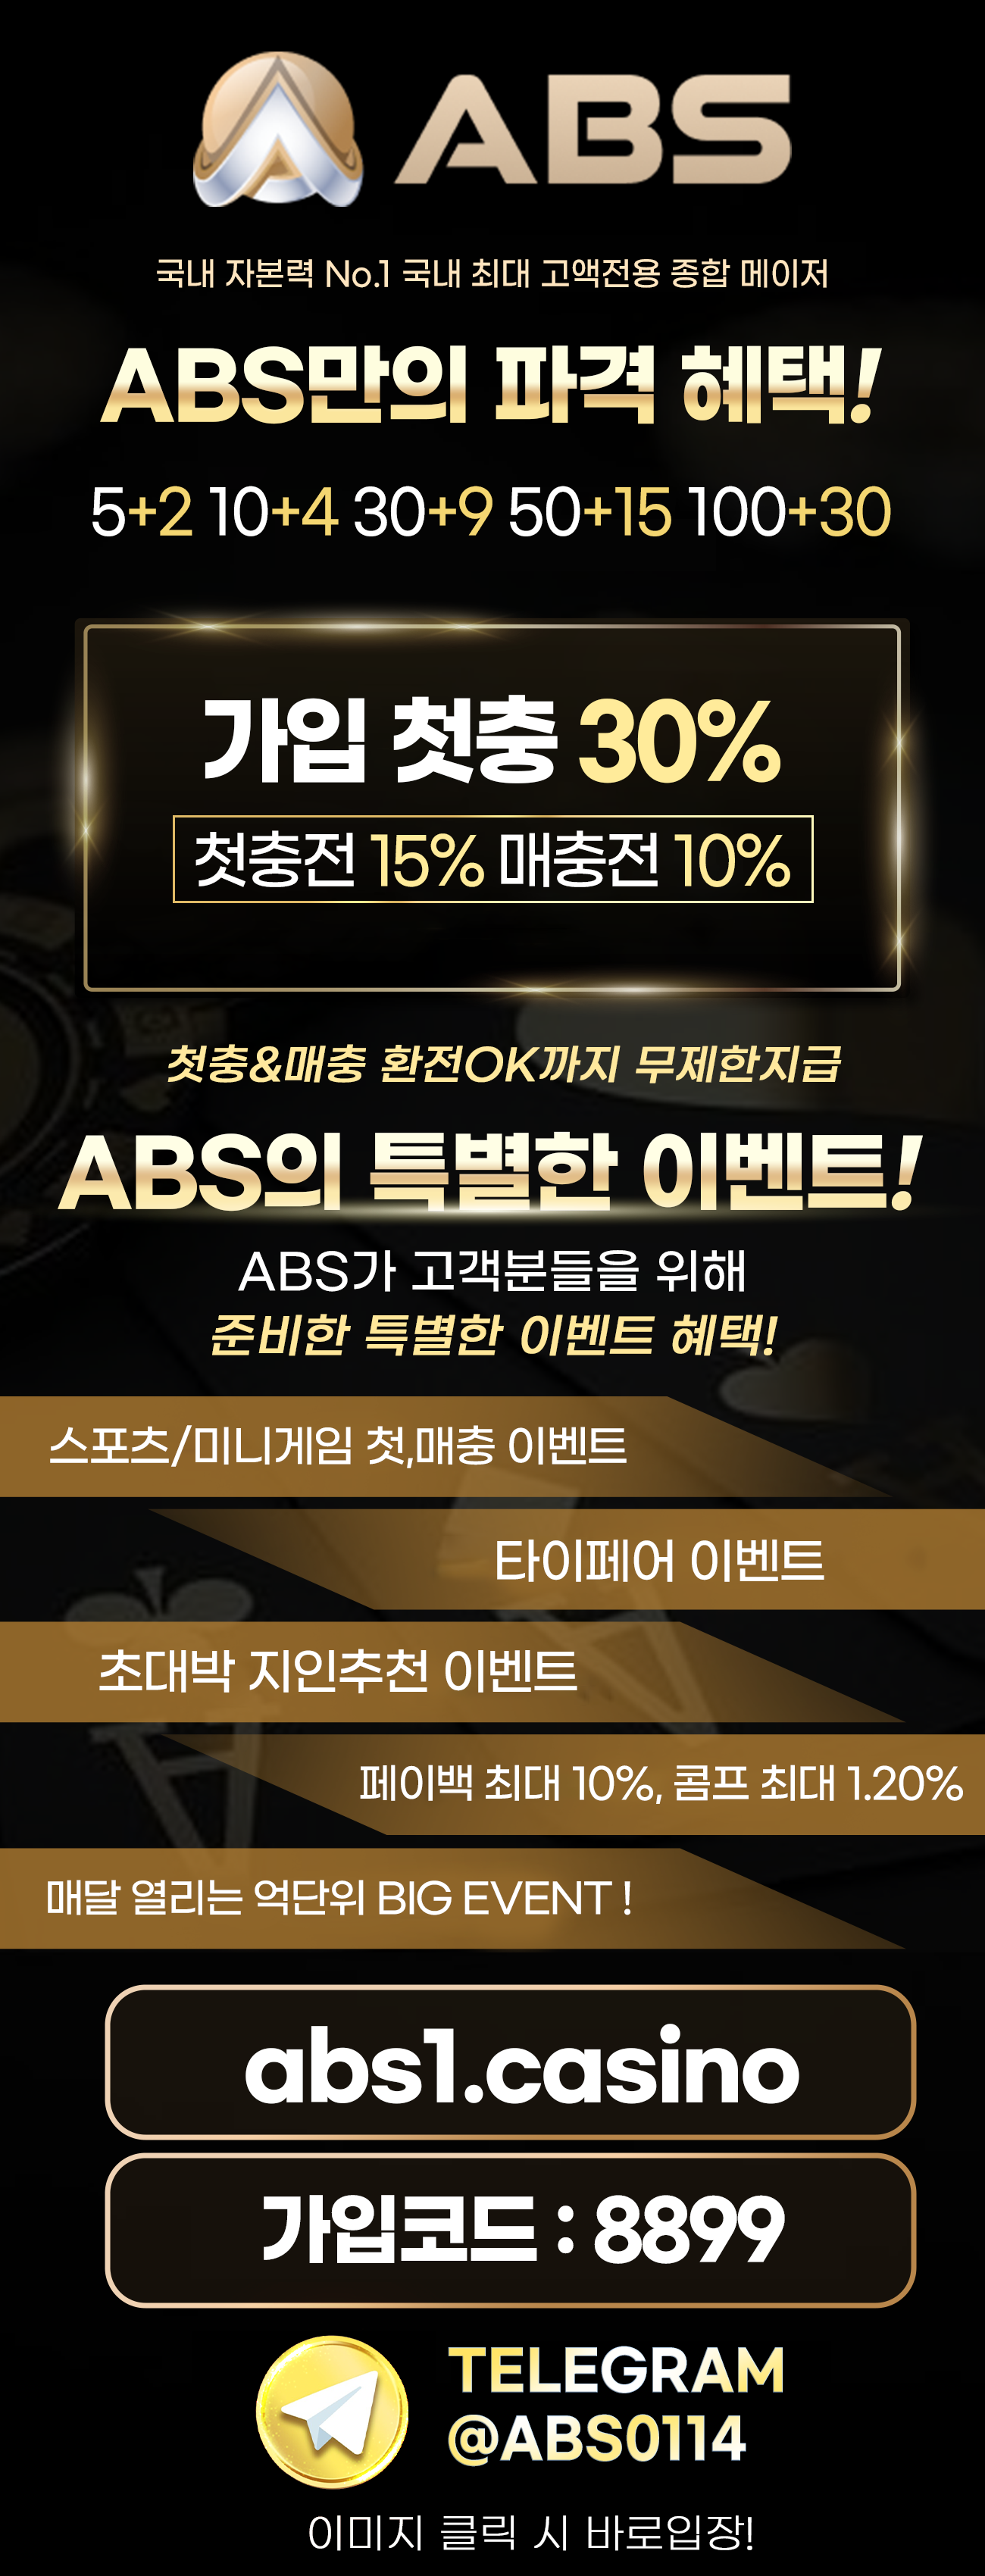 ABS
국내 자본력 No.1 국내 최대 고액전용 종합 메이저
ABS만의 파격 혜택!
5+2 10+4 30+9 50+15 100+30
가입 첫충 30%
첫충전 15% 매충전 10%
첫충&매충 환전OK까지 무제한지급
ABS의 특별한 이벤트!
ABS가 고객분들을 위해
준비한 특별한 이벤트 혜택!
스포츠/미니게임 첫,매충 이벤트
타이페어 이벤트
초대박 지인추천 이벤트
페이백 최대 10%, 콤프 최대 1.20%
매달 열리는 억단위 BIG EVENT !
abs1.casino
가입코드 : 8899
TELEGRAM
@ABS0114
이미지 클릭 시 바로입장!